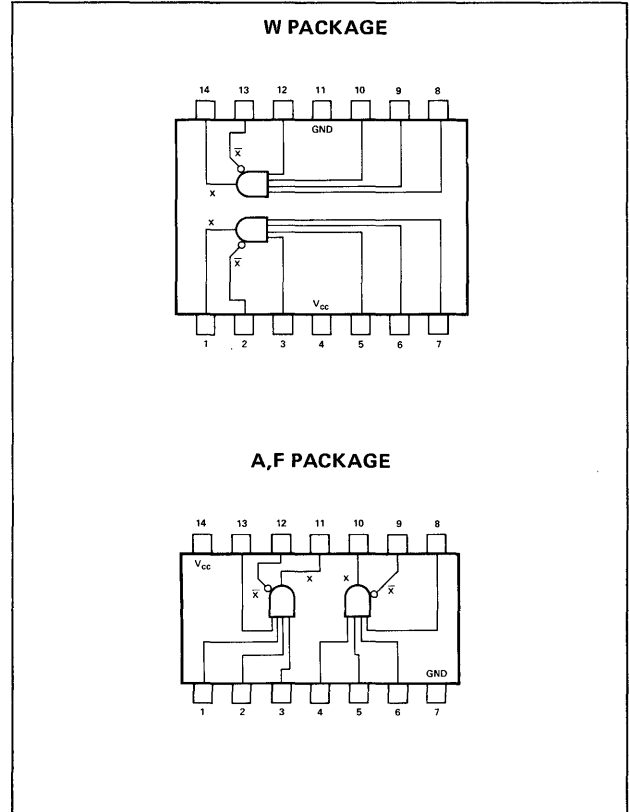 W PACKAGE
14 13 12 11 10 9 8
GND
x̅
x
x
x̅
Vcc
1 2 3 4 5 6 7
A,F PACKAGE
14 13 12 11 10 9 8
Vcc
x̅ x x x̅
GND
1 2 3 4 5 6 7